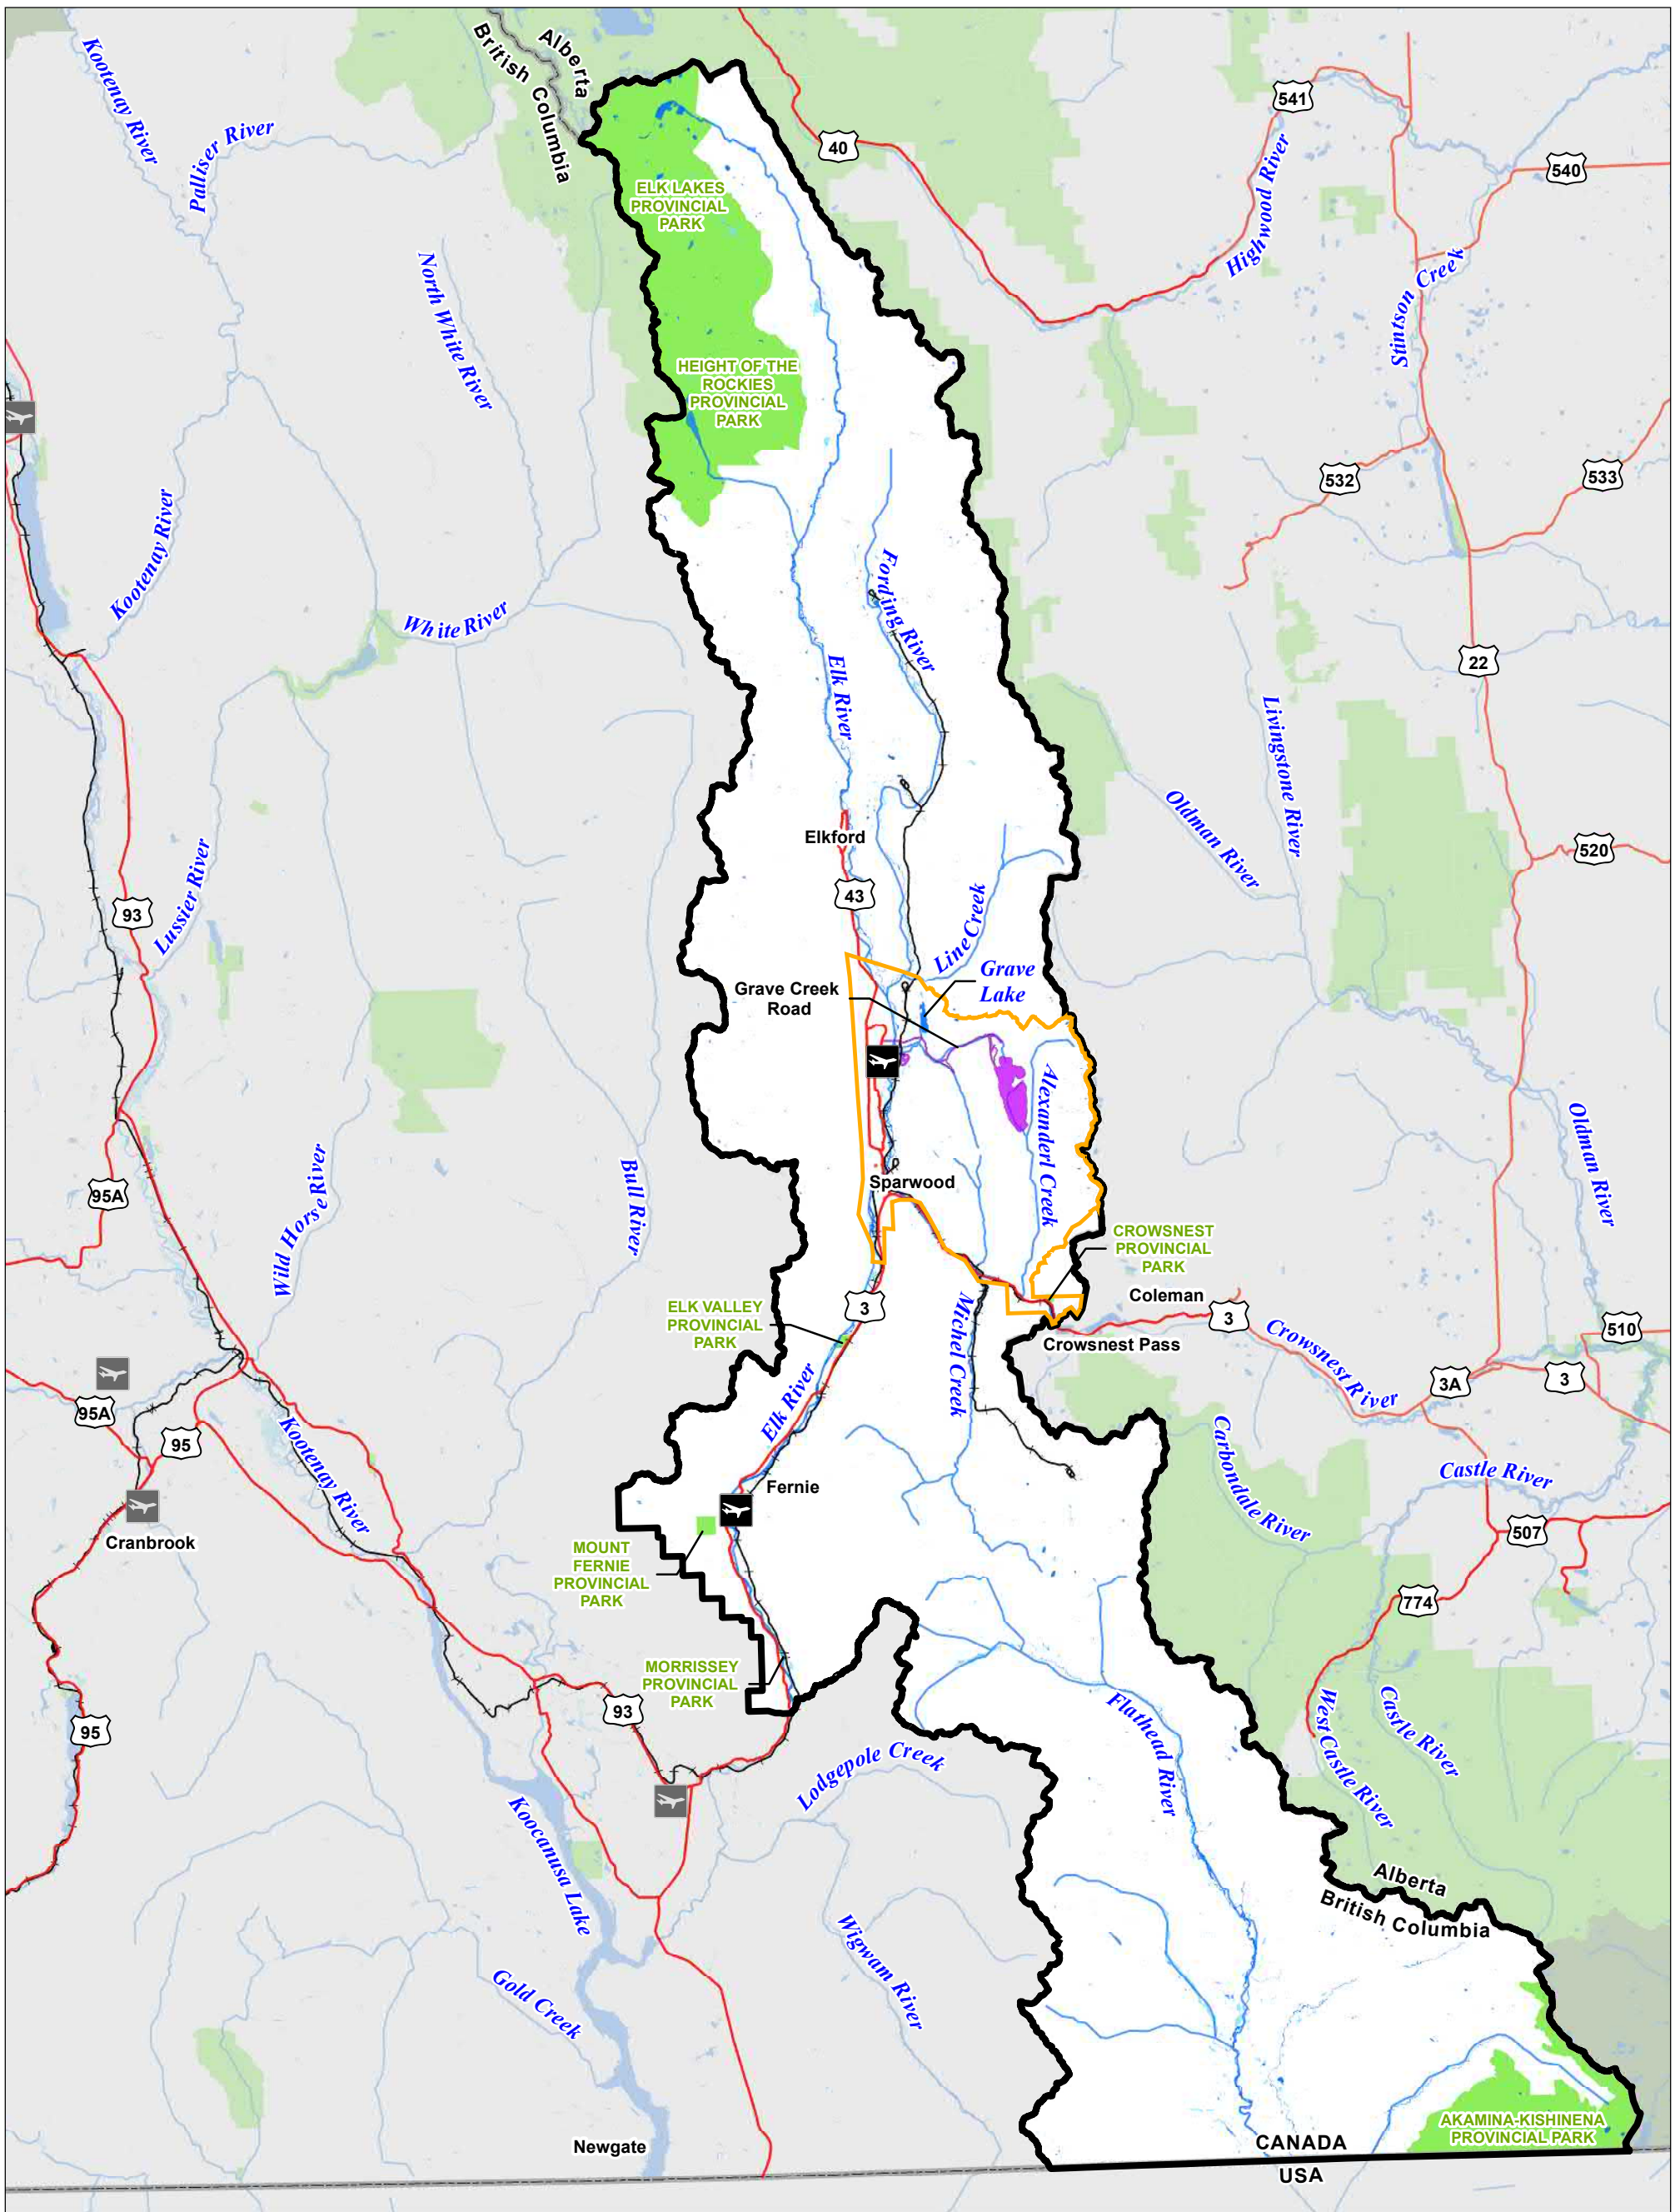 Kootenay River
Palliser River
British Columbia
Alberta
40
541
540
Highwood River
Stimtson Creek
ELK LAKES
PROVINCIAL
PARK
North White River
HEIGHT OF THE
ROCKIES
PROVINCIAL
PARK
532
533
Kootenay River
White River
Fording River
Elk River
22
Livingstone River
Oldman River
Elkford
520
43
93
Lussier River
Line Creek
Grave
Lake
Grave Creek
Road
Alexanderl Creek
Oldman River
95A
Wild Horse River
Bull River
Sparwood
CROWSNEST
PROVINCIAL
PARK
Coleman
3
ELK VALLEY
PROVINCIAL
PARK
3
Michel Creek
Crowsnest Pass
Crowsnest River
510
3A
3
95A
95
Kootenay River
Elk River
Carbondale River
Castle River
Fernie
507
Cranbrook
MOUNT
FERNIE
PROVINCIAL
PARK
774
MORRISSEY
PROVINCIAL
PARK
93
95
Flathead River
West Castle River
Castle River
Lodgepole Creek
Koocanusa Lake
Alberta
British Columbia
Wigwam River
Gold Creek
AKAMINA-KISHINENA
PROVINCIAL PARK
Newgate
CANADA
USA